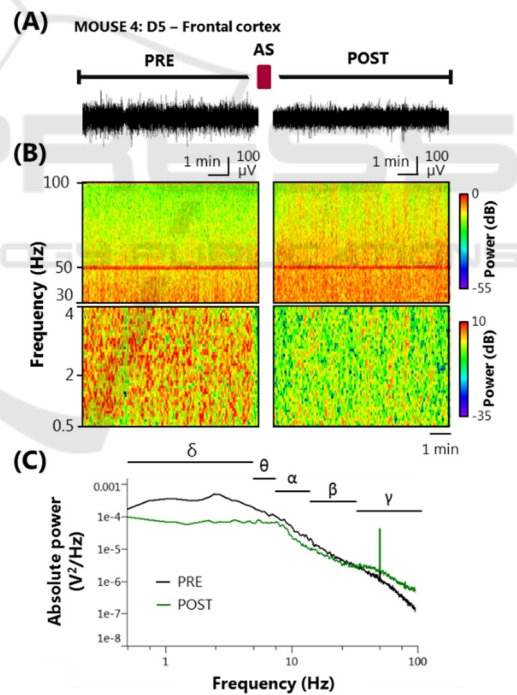 (A)
MOUSE 4: D5 – Frontal cortex
PRE
AS
POST
(B)
1 min
100
µV
1 min
100
µV
100
50
30
4
2
0.5
Frequency (Hz)
0
-55
Power (dB)
10
-35
Power (dB)
1 min
(C)
δ
θ
α
β
γ
0.001
1e-4
1e-5
1e-6
1e-7
1e-8
Absolute power
(V²/Hz)
PRE
POST
1
10
100
Frequency (Hz)